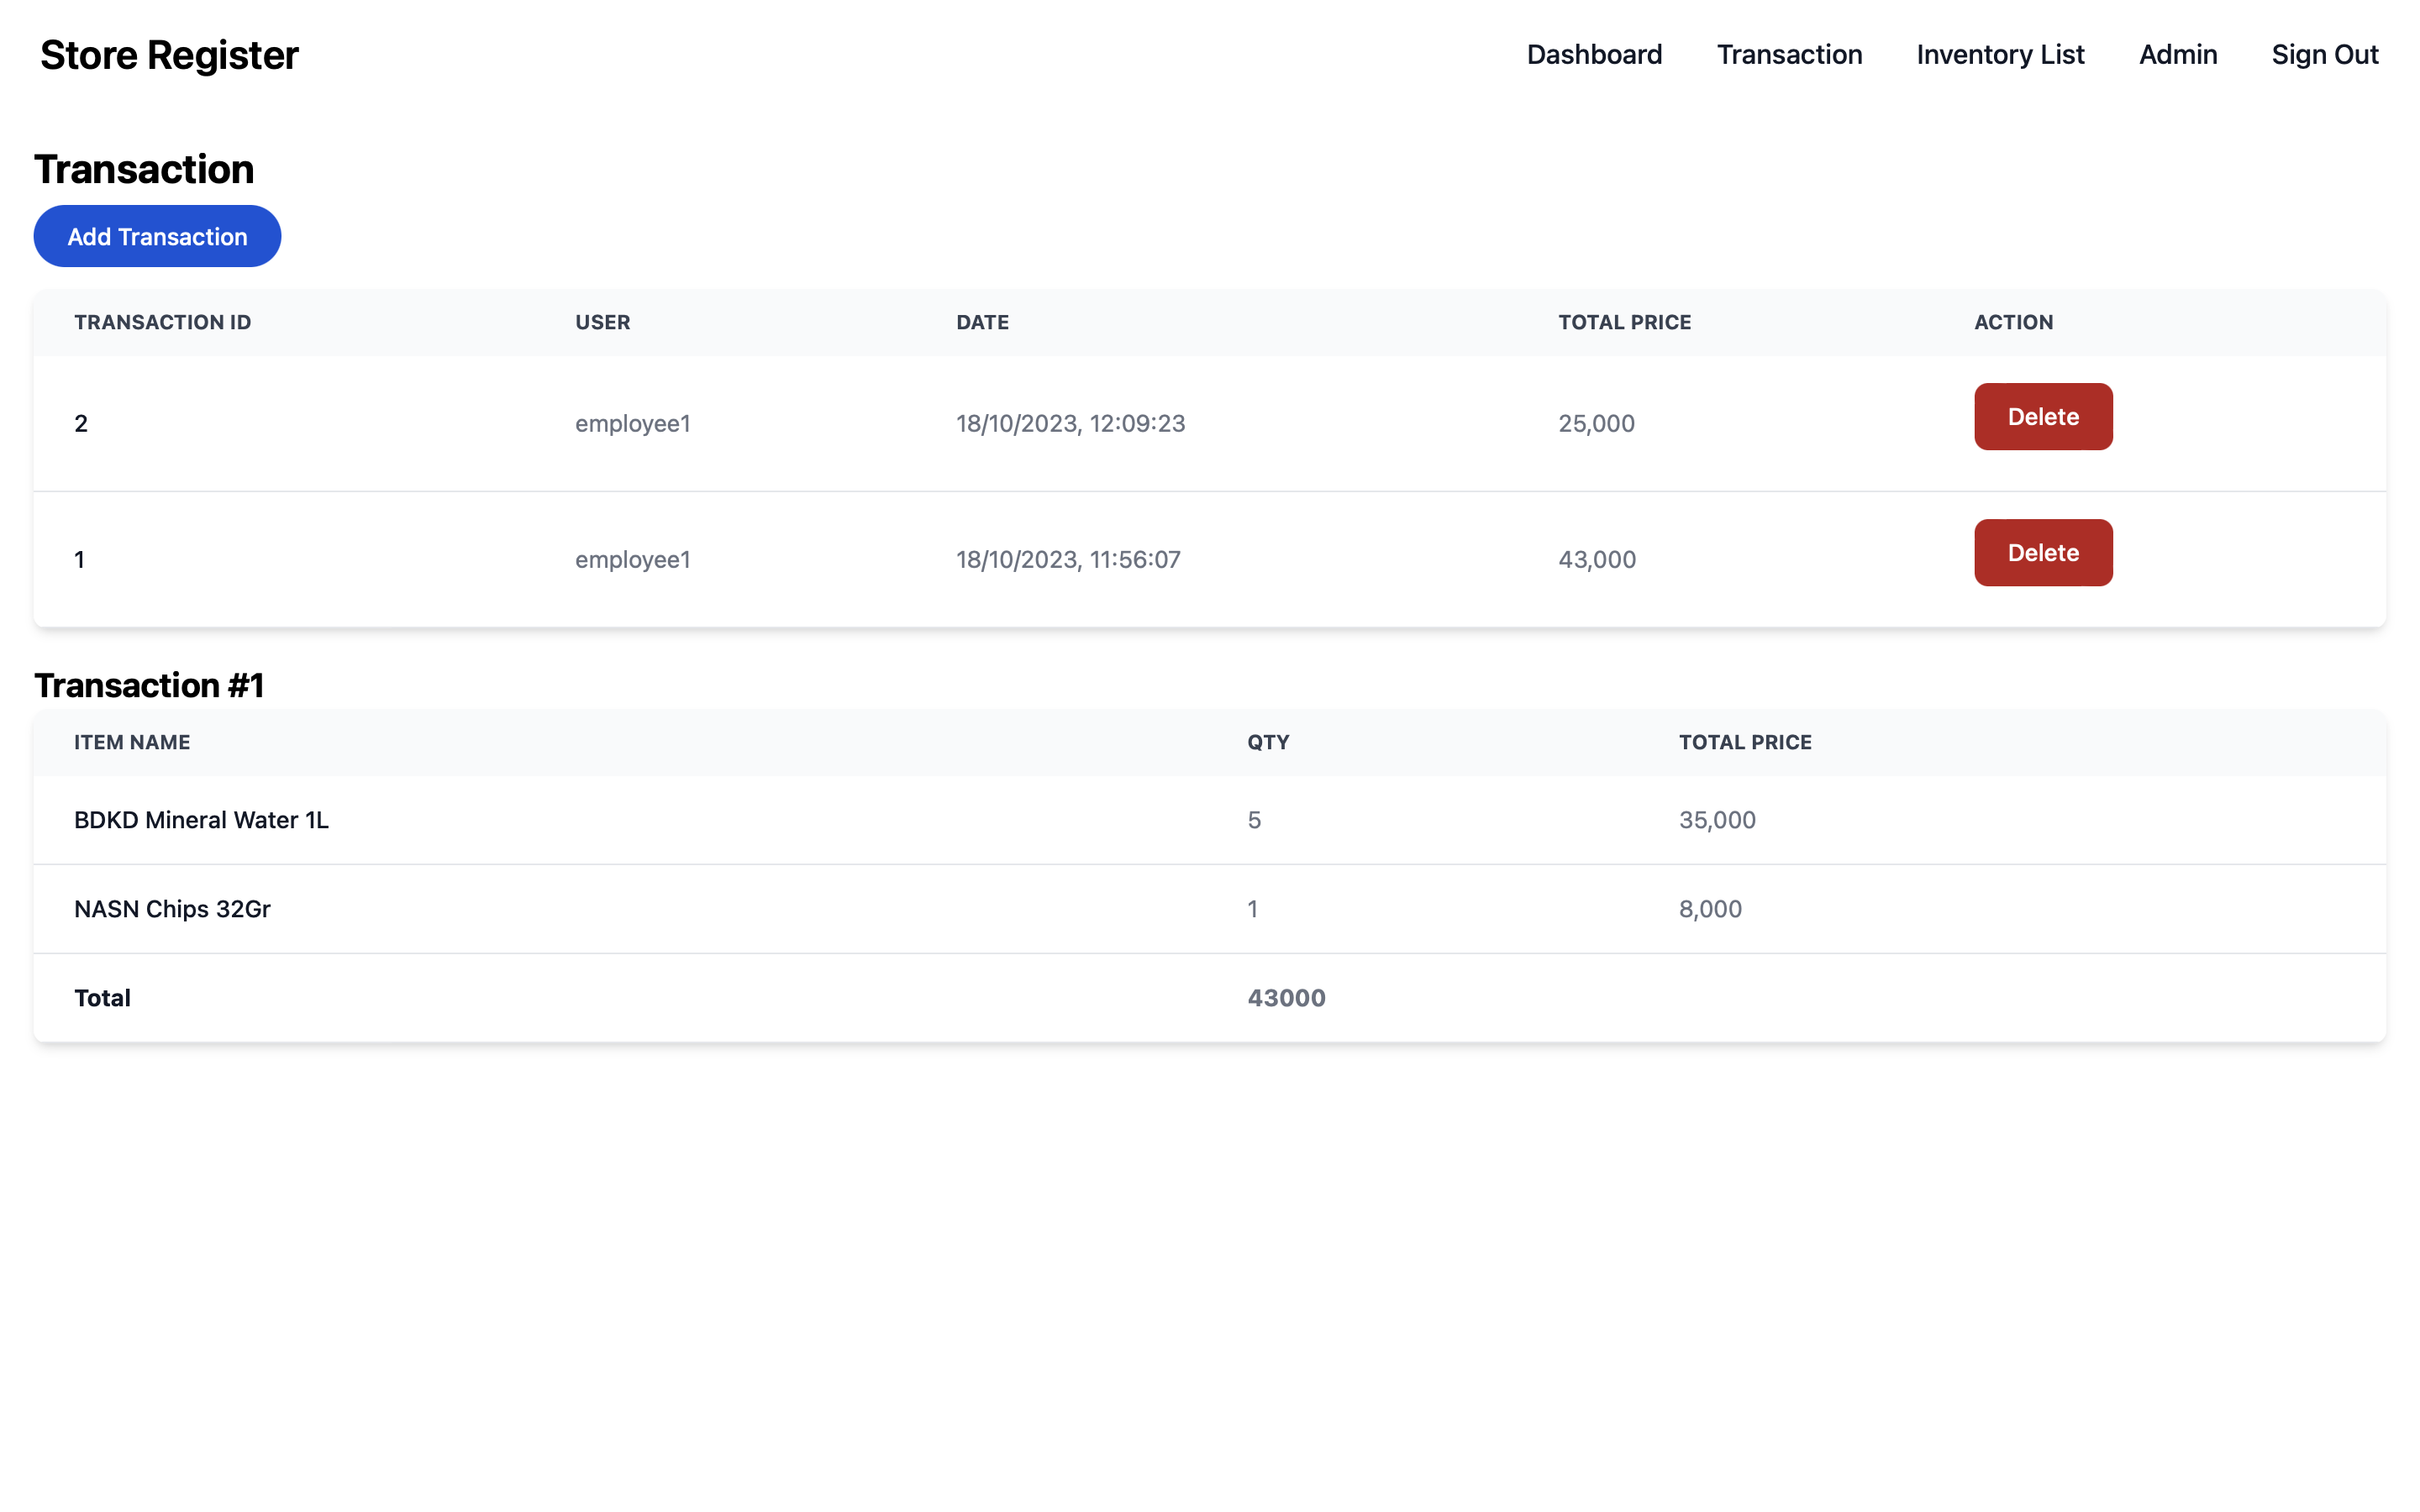 Store Register Dashboard Transaction Inventory List Admin Sign Out
Transaction
Add Transaction
TRANSACTION ID USER DATE TOTAL PRICE ACTION
2 employee1 18/10/2023, 12:09:23 25,000 Delete
1 employee1 18/10/2023, 11:56:07 43,000 Delete
Transaction #1
ITEM NAME QTY TOTAL PRICE
BDKD Mineral Water 1L 5 35,000
NASN Chips 32Gr 1 8,000
Total 43000